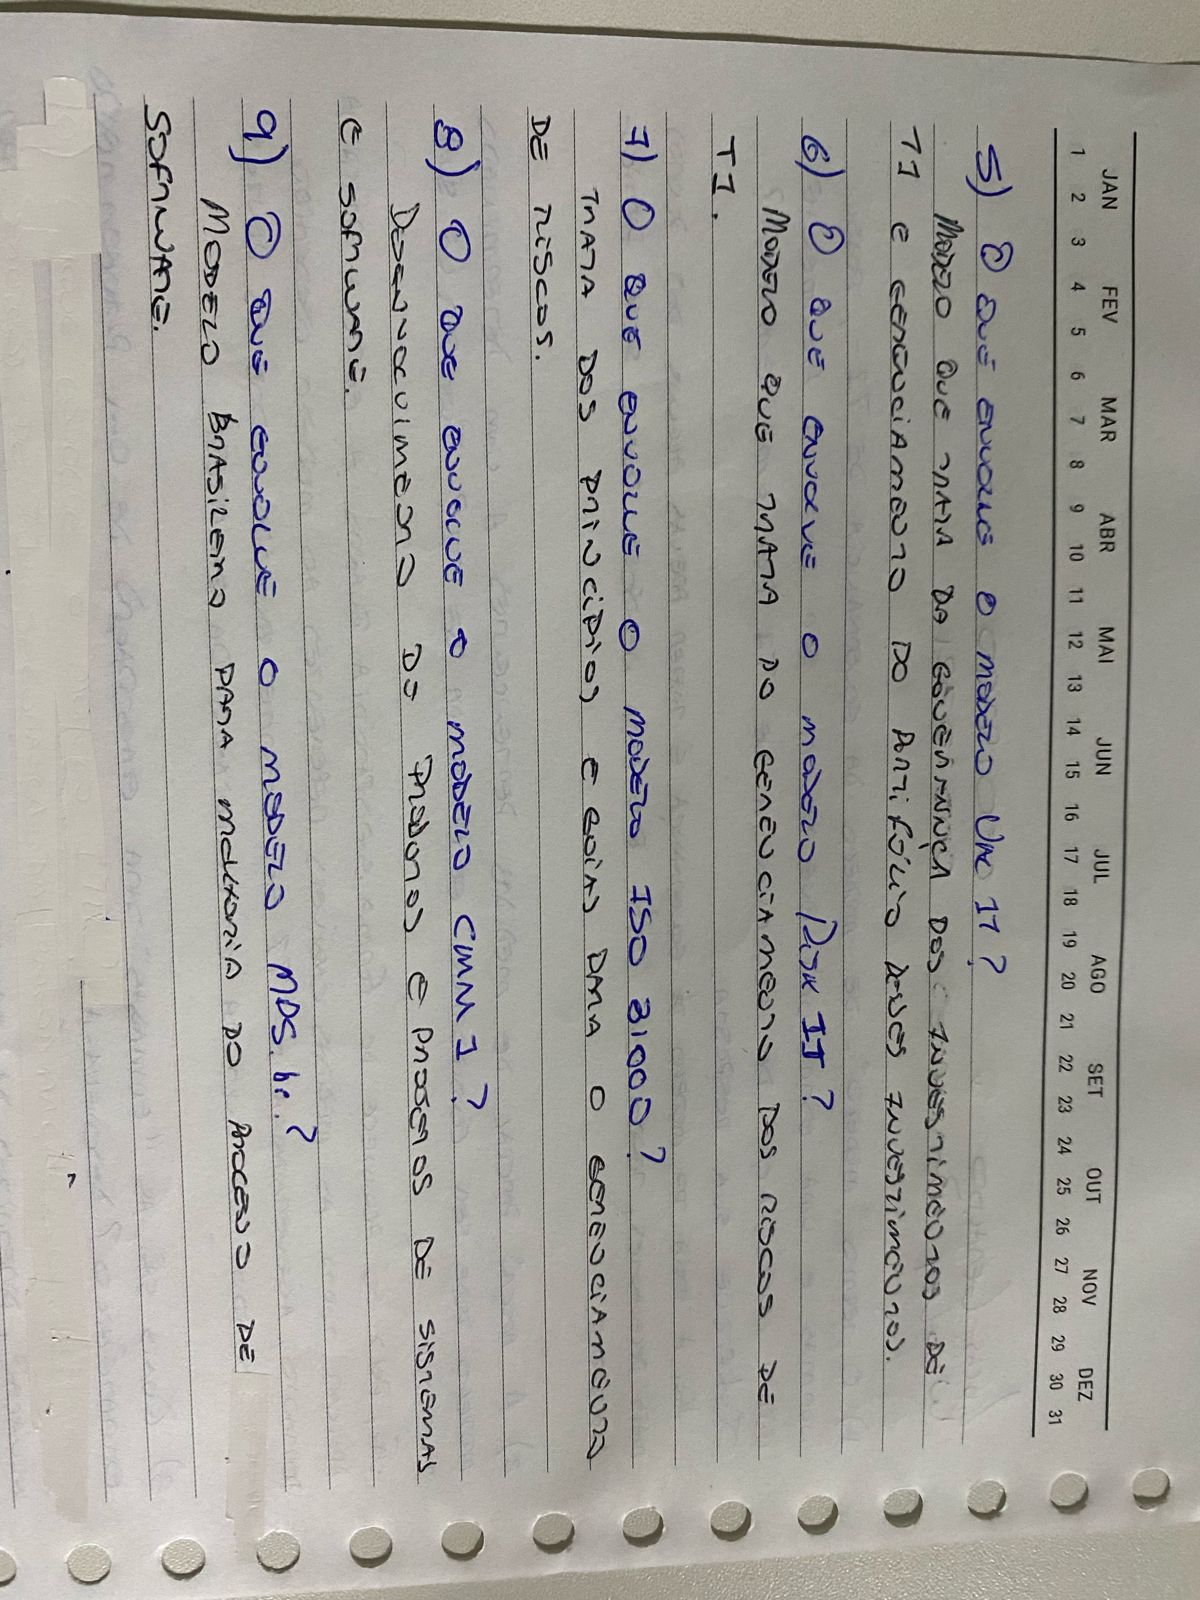 JAN FEV MAR ABR MAI JUN JUL AGO SET OUT NOV DEZ
1 2 3 4 5 6 7 8 9 10 11 12 13 14 15 16 17 18 19 20 21 22 23 24 25 26 27 28 29 30 31
5) O que envolve o modelo Val IT?
Modelo que trata da governança dos investimentos de
TI e gerenciamento do portifólio deles investimentos.
6) O que envolve o modelo Risk IT?
Modelo que trata do gerenciamento dos riscos de
TI.
7) O que envolve o modelo ISO 31000?
Trata dos princípios e guias para o gerenciamento
de riscos.
8) O que envolve o modelo CMMI?
Desenvolvimento de produtos e projetos de sistemas
e software.
9) O que envolve o modelo MPS.br?
Modelo Brasileiro para melhoria do processo de
software.